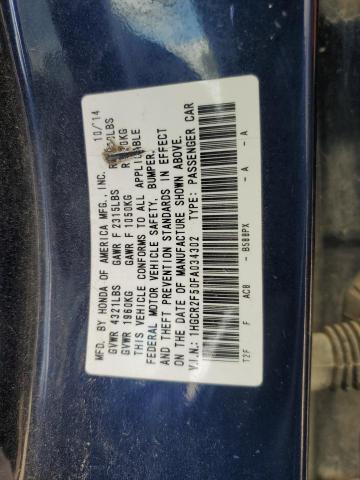 MFD. BY HONDA OF AMERICA MFG., INC. 10/14
GVWR 4321LBS GAWR F 2315LBS
GVWR 1960KG GAWR F 1050KG
THIS VEHICLE CONFORMS TO ALL APPLICABLE
FEDERAL MOTOR VEHICLE SAFETY, BUMPER,
AND THEFT PREVENTION STANDARDS IN EFFECT
ON THE DATE OF MANUFACTURE SHOWN ABOVE.
V.I.N.: 1HGCR2F50FA034302 TYPE: PASSENGER CAR
T2F F AC8 - B588PX - A - A